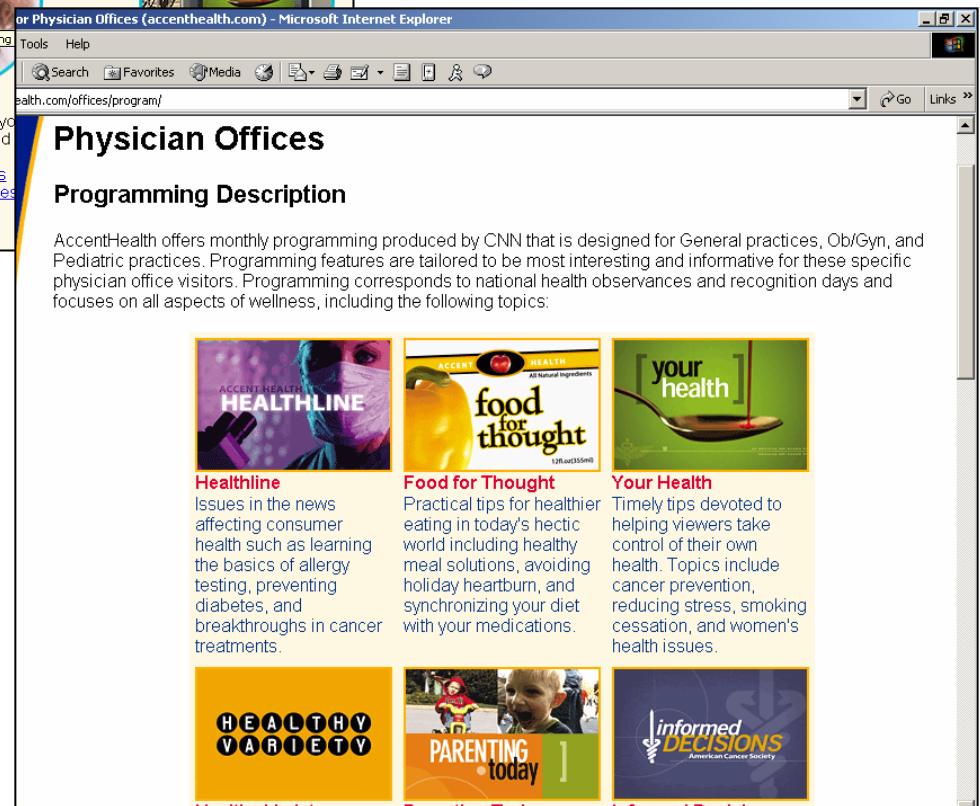 or Physician Offices (accenthealth.com) - Microsoft Internet Explorer
Tools Help
Search Favorites Media
ealth.com/offices/program/
Go Links »
Physician Offices
Programming Description
AccentHealth offers monthly programming produced by CNN that is designed for General practices, Ob/Gyn, and
Pediatric practices. Programming features are tailored to be most interesting and informative for these specific
physician office visitors. Programming corresponds to national health observances and recognition days and
focuses on all aspects of wellness, including the following topics:
ACCENT HEALTH
HEALTHLINE
Healthline
Issues in the news
affecting consumer
health such as learning
the basics of allergy
testing, preventing
diabetes, and
breakthroughs in cancer
treatments.
ACCENT HEALTH
All Natural Ingredients
food
for
thought
12fl.oz(355ml)
Food for Thought
Practical tips for healthier
eating in today's hectic
world including healthy
meal solutions, avoiding
holiday heartburn, and
synchronizing your diet
with your medications.
[your
health]
Your Health
Timely tips devoted to
helping viewers take
control of their own
health. Topics include
cancer prevention,
reducing stress, smoking
cessation, and women's
health issues.
HEALTHY
VARIETY
PARENTING
today ]
informed
DECISIONS
American Cancer Society